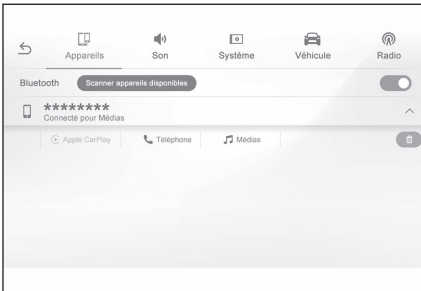 Appareils Son Système Véhicule Radio
Bluetooth Scanner appareils disponibles
********
Connecté pour Médias
Apple CarPlay Téléphone Médias